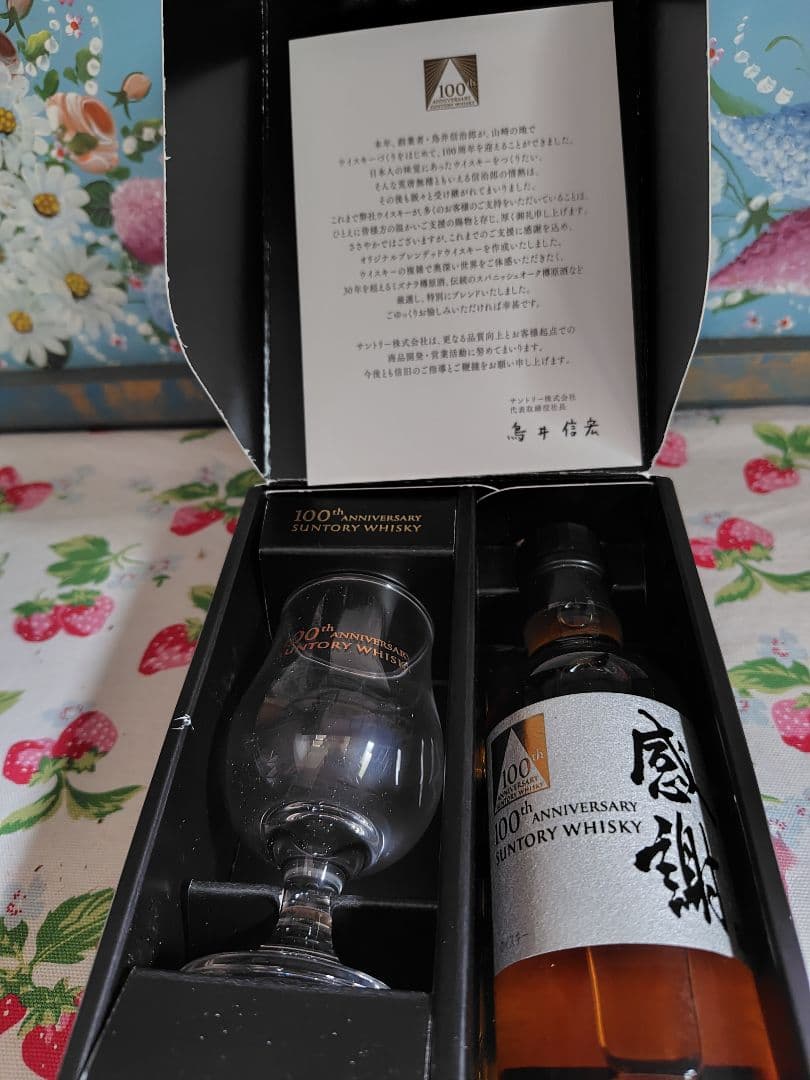 100th
ANNIVERSARY
SUNTORY WHISKY
本年、創業者・鳥井信治郎が、山崎の地で
ウイスキーづくりをはじめて、100周年を迎えることができました。
日本人の味覚にあったウイスキーをつくりたい。
そんな荒唐無稽ともいえる信治郎の情熱は、
その後も脈々と受け継がれてまいりました。
これまで弊社ウイスキーが、多くのお客様のご支持をいただいていることは、
ひとえに皆様方の温かいご支援の賜物と存じ、厚く御礼申し上げます。
ささやかではございますが、これまでのご支援に感謝を込め、
オリジナルブレンデッドウイスキーを作成いたしました。
ウイスキーの複雑で奥深い世界をご体感いただきたく、
30年を超えるミズナラ樽原酒、伝統のスパニッシュオーク樽原酒など
厳選し、特別にブレンドいたしました。
ごゆっくりお愉しみいただければ幸甚です。
サントリー株式会社は、更なる品質向上とお客様起点での
商品開発・営業活動に努めてまいります。
今後とも倍旧のご指導とご鞭撻をお願い申し上げます。
サントリー株式会社
代表取締役社長
鳥井信宏
100th ANNIVERSARY
SUNTORY WHISKY
100th ANNIVERSARY
SUNTORY WHISKY
100th
ANNIVERSARY
SUNTORY WHISKY
100th ANNIVERSARY
SUNTORY WHISKY
感謝
ウイスキー